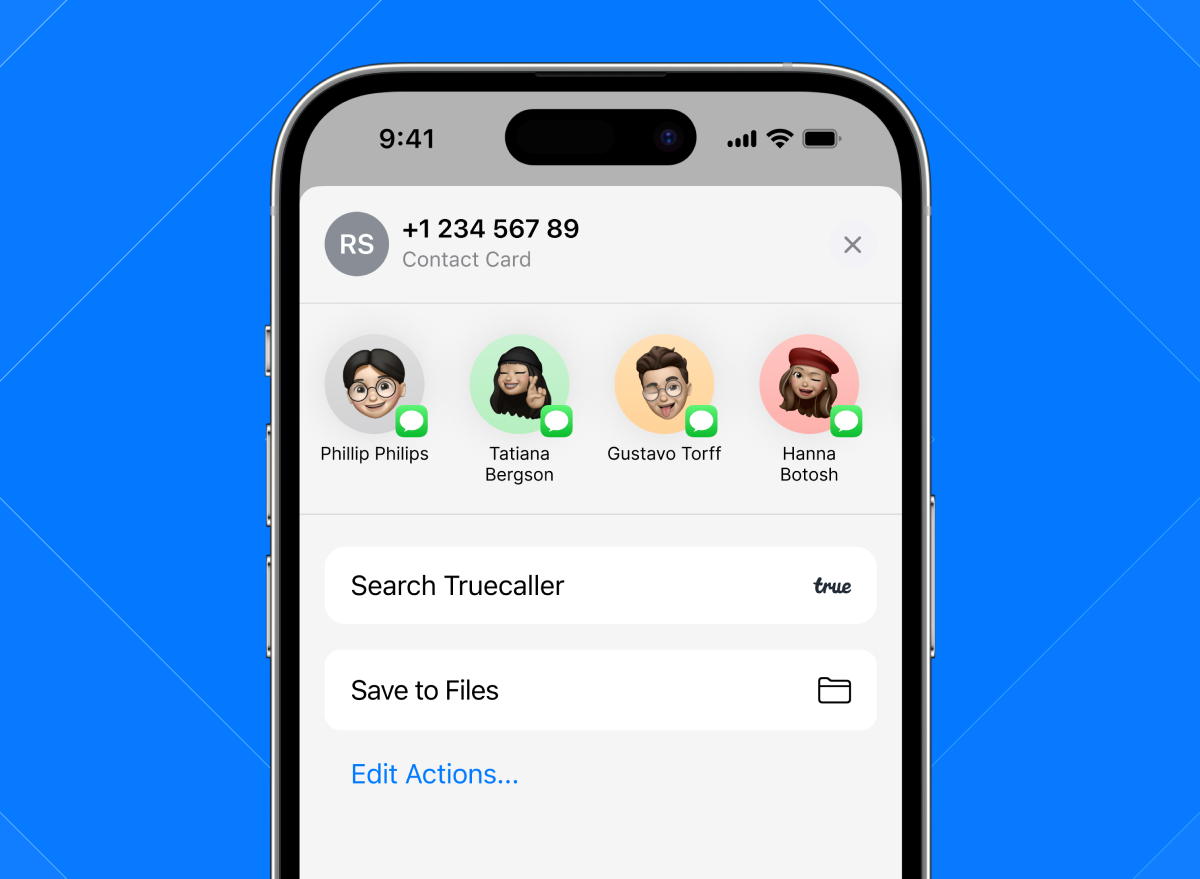 9:41
RS
+1 234 567 89
Contact Card
Phillip Philips
Tatiana
Bergson
Gustavo Torff
Hanna
Botosh
Search Truecaller
true
Save to Files
Edit Actions...